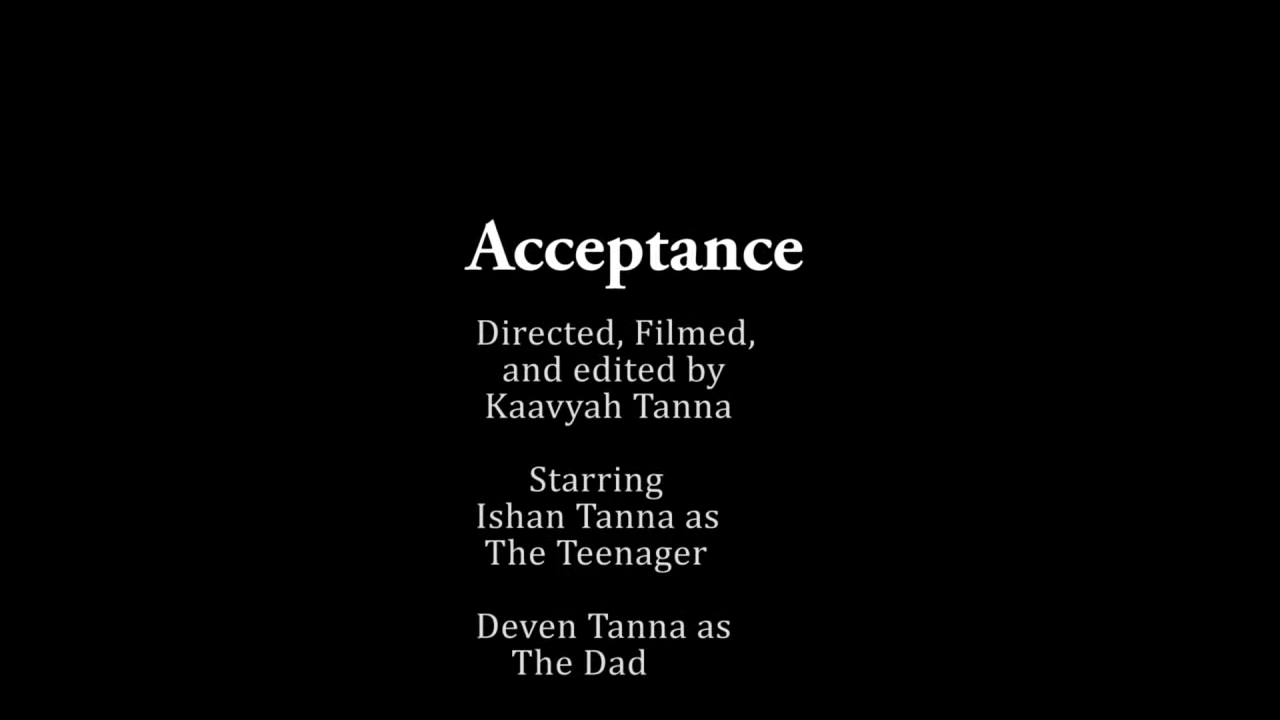 Acceptance
Directed, Filmed,
and edited by
Kaavyah Tanna
Starring
Ishan Tanna as
The Teenager
Deven Tanna as
The Dad